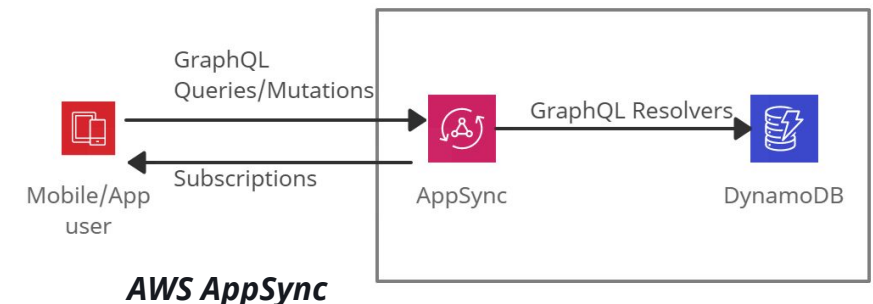 GraphQL
Queries/Mutations
GraphQL Resolvers
Subscriptions
Mobile/App
user
AppSync
DynamoDB
AWS AppSync